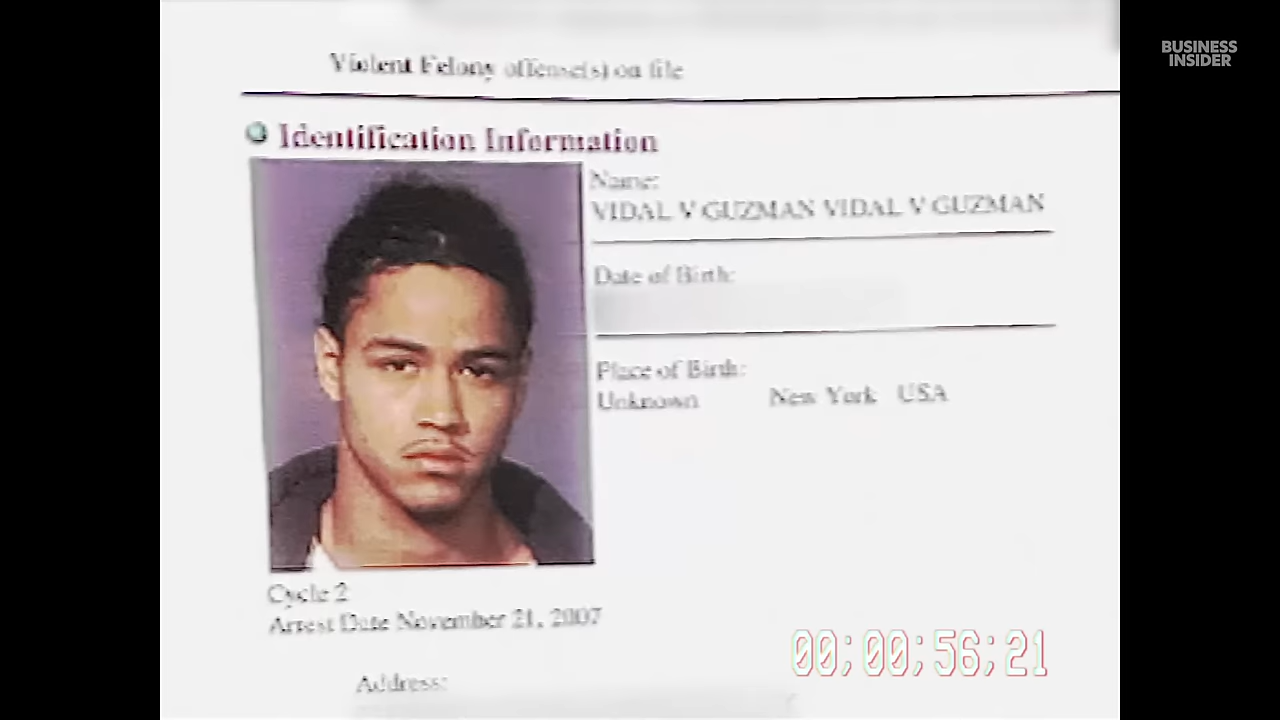 BUSINESS
INSIDER
Violent Felony offense(s) on file
Identification Information
Name:
VIDAL V GUZMAN VIDAL V GUZMAN
Date of Birth:
Place of Birth:
Unknown New York USA
Cycle 2
Arrest Date November 21, 2007
00;00;56;21
Address: